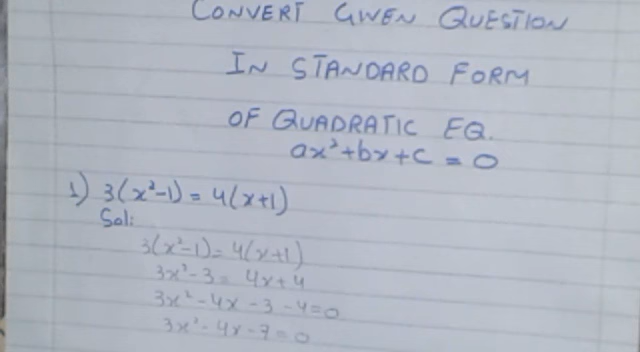 CONVERT GIVEN QUESTION
IN STANDARD FORM
OF QUADRATIC EQ.
ax²+bx+c=0
1) 3(x²-1)=4(x+1)
Sol:
3(x²-1)=4(x+1)
3x²-3=4x+4
3x²-4x-3-4=0
3x²-4x-7=0